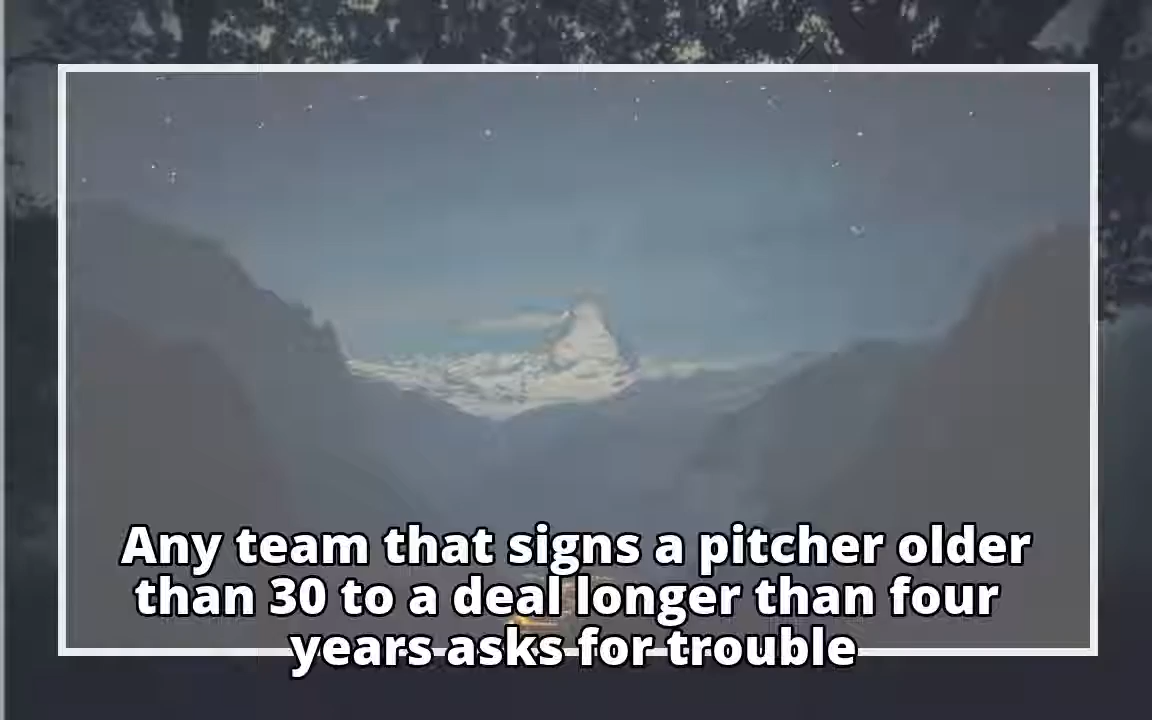 Any team that signs a pitcher older
than 30 to a deal longer than four
years asks for trouble